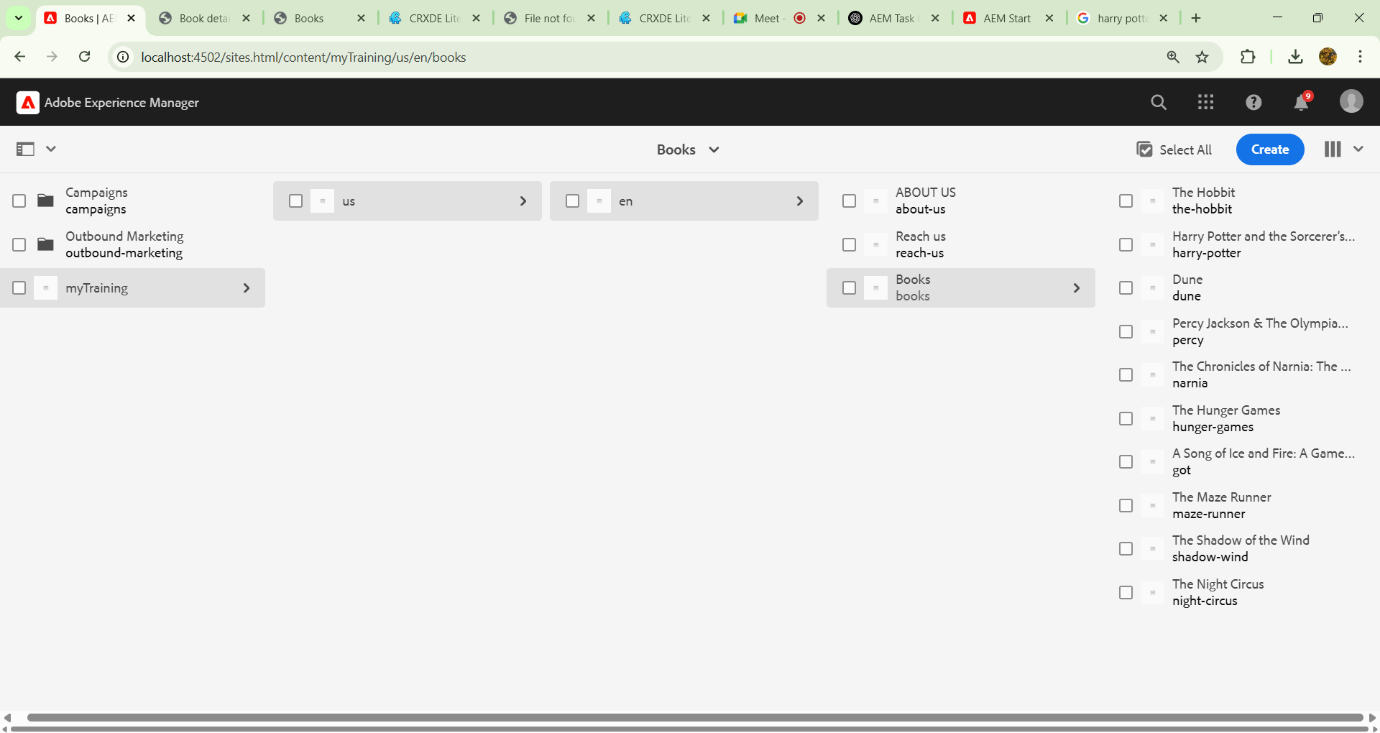 Books | AE
Book deta
Books
CRXDE Lit
File not fo
CRXDE Lit
Meet -
AEM Task
AEM Start
harry pott
localhost:4502/sites.html/content/myTraining/us/en/books
Adobe Experience Manager
9
Books
Select All
Create
Campaigns
campaigns
Outbound Marketing
outbound-marketing
myTraining
us
en
ABOUT US
about-us
Reach us
reach-us
Books
books
The Hobbit
the-hobbit
Harry Potter and the Sorcerer's...
harry-potter
Dune
dune
Percy Jackson & The Olympia...
percy
The Chronicles of Narnia: The ...
narnia
The Hunger Games
hunger-games
A Song of Ice and Fire: A Game...
got
The Maze Runner
maze-runner
The Shadow of the Wind
shadow-wind
The Night Circus
night-circus